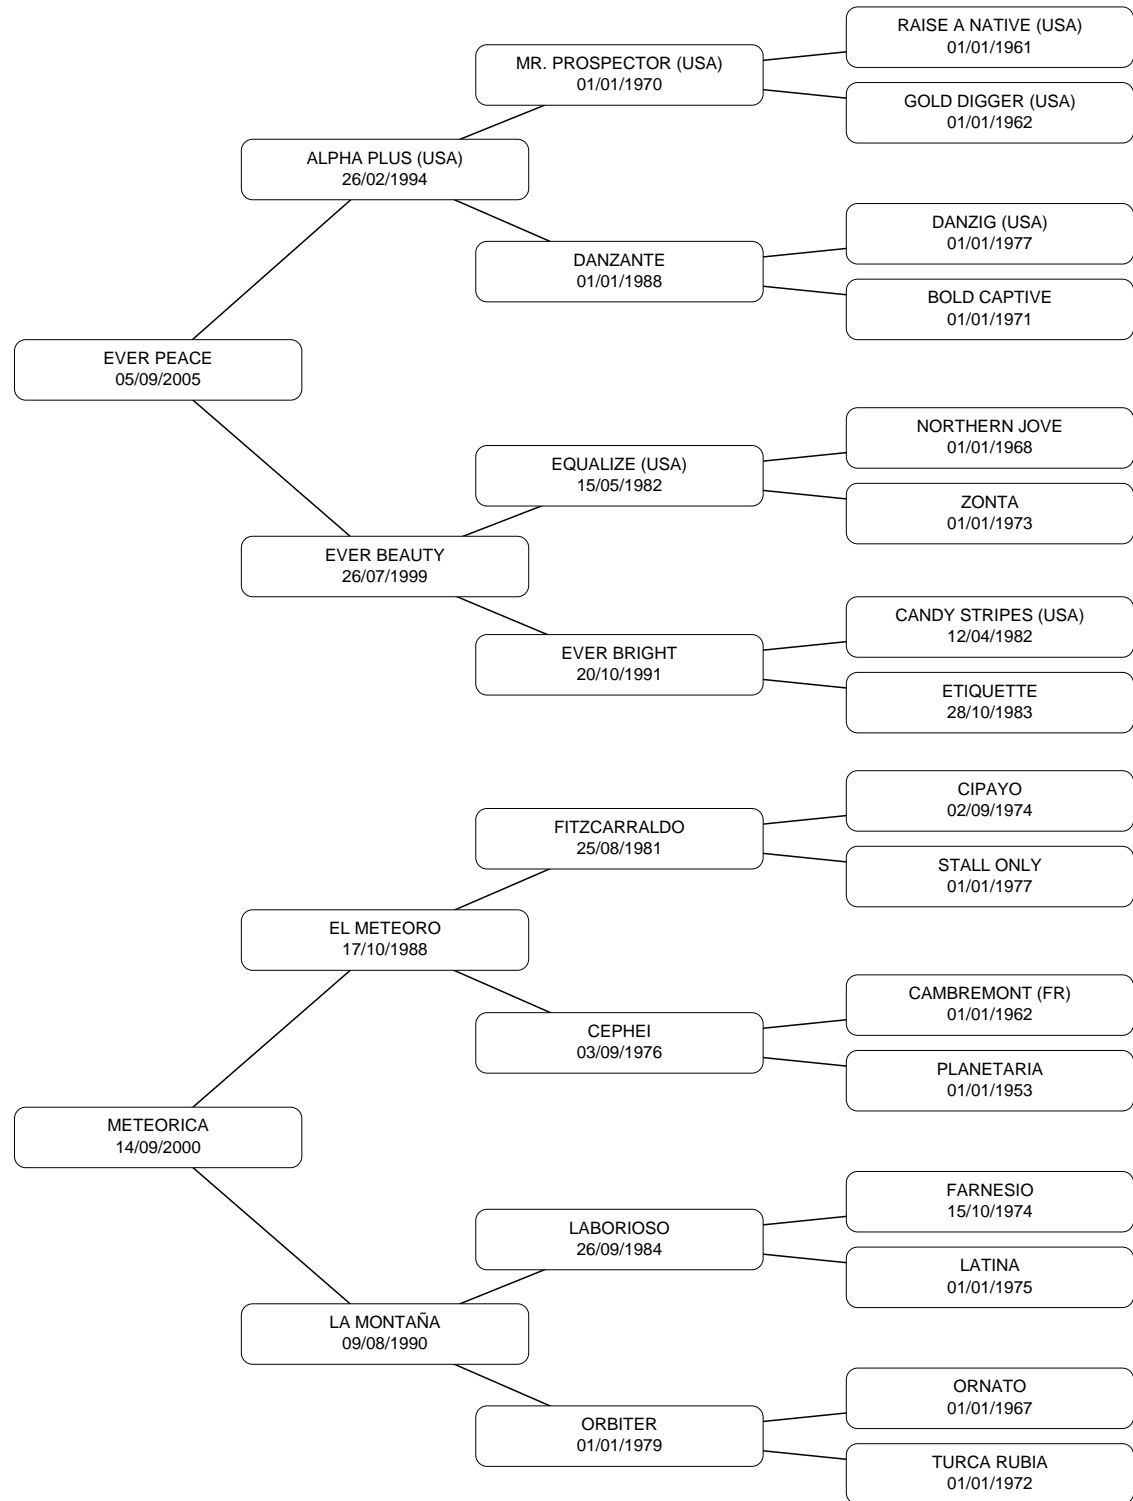 RAISE A NATIVE (USA)
01/01/1961
MR. PROSPECTOR (USA)
01/01/1970
GOLD DIGGER (USA)
01/01/1962
ALPHA PLUS (USA)
26/02/1994
DANZIG (USA)
01/01/1977
DANZANTE
01/01/1988
BOLD CAPTIVE
01/01/1971
EVER PEACE
05/09/2005
NORTHERN JOVE
01/01/1968
EQUALIZE (USA)
15/05/1982
ZONTA
01/01/1973
EVER BEAUTY
26/07/1999
CANDY STRIPES (USA)
12/04/1982
EVER BRIGHT
20/10/1991
ETIQUETTE
28/10/1983
CIPAYO
02/09/1974
FITZCARRALDO
25/08/1981
STALL ONLY
01/01/1977
EL METEORO
17/10/1988
CAMBREMONT (FR)
01/01/1962
CEPHEI
03/09/1976
PLANETARIA
01/01/1953
METEORICA
14/09/2000
FARNESIO
15/10/1974
LABORIOSO
26/09/1984
LATINA
01/01/1975
LA MONTAÑA
09/08/1990
ORNATO
01/01/1967
ORBITER
01/01/1979
TURCA RUBIA
01/01/1972